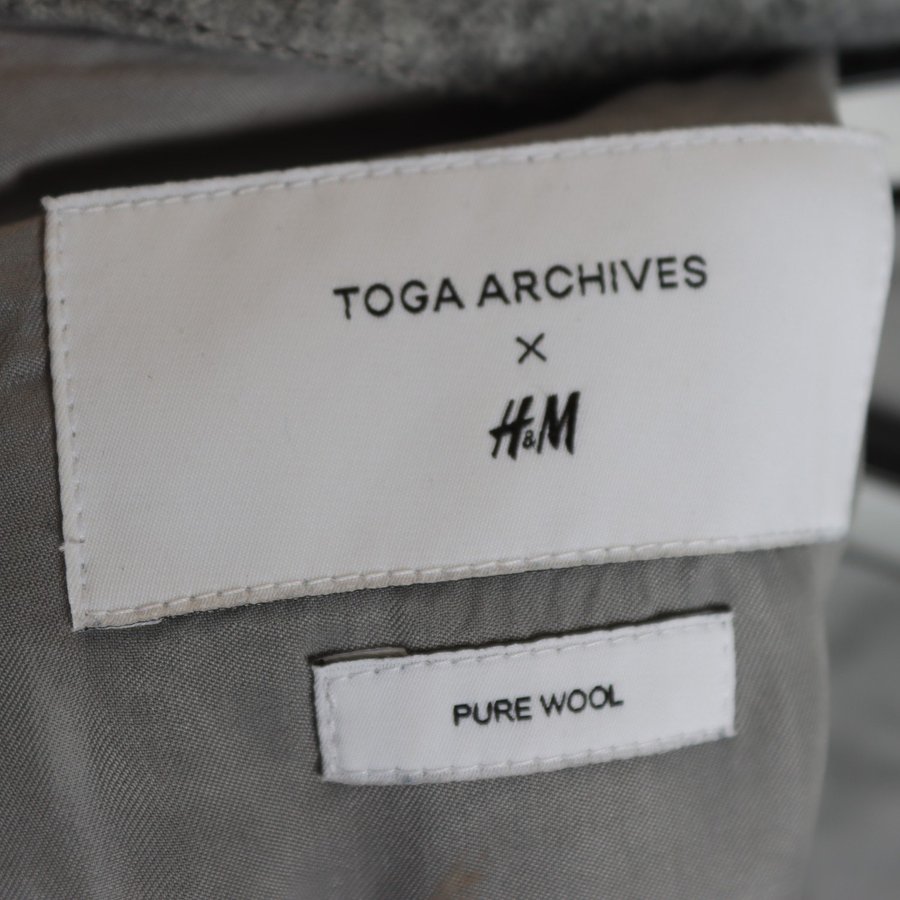 TOGA ARCHIVES
×
H&M
PURE WOOL